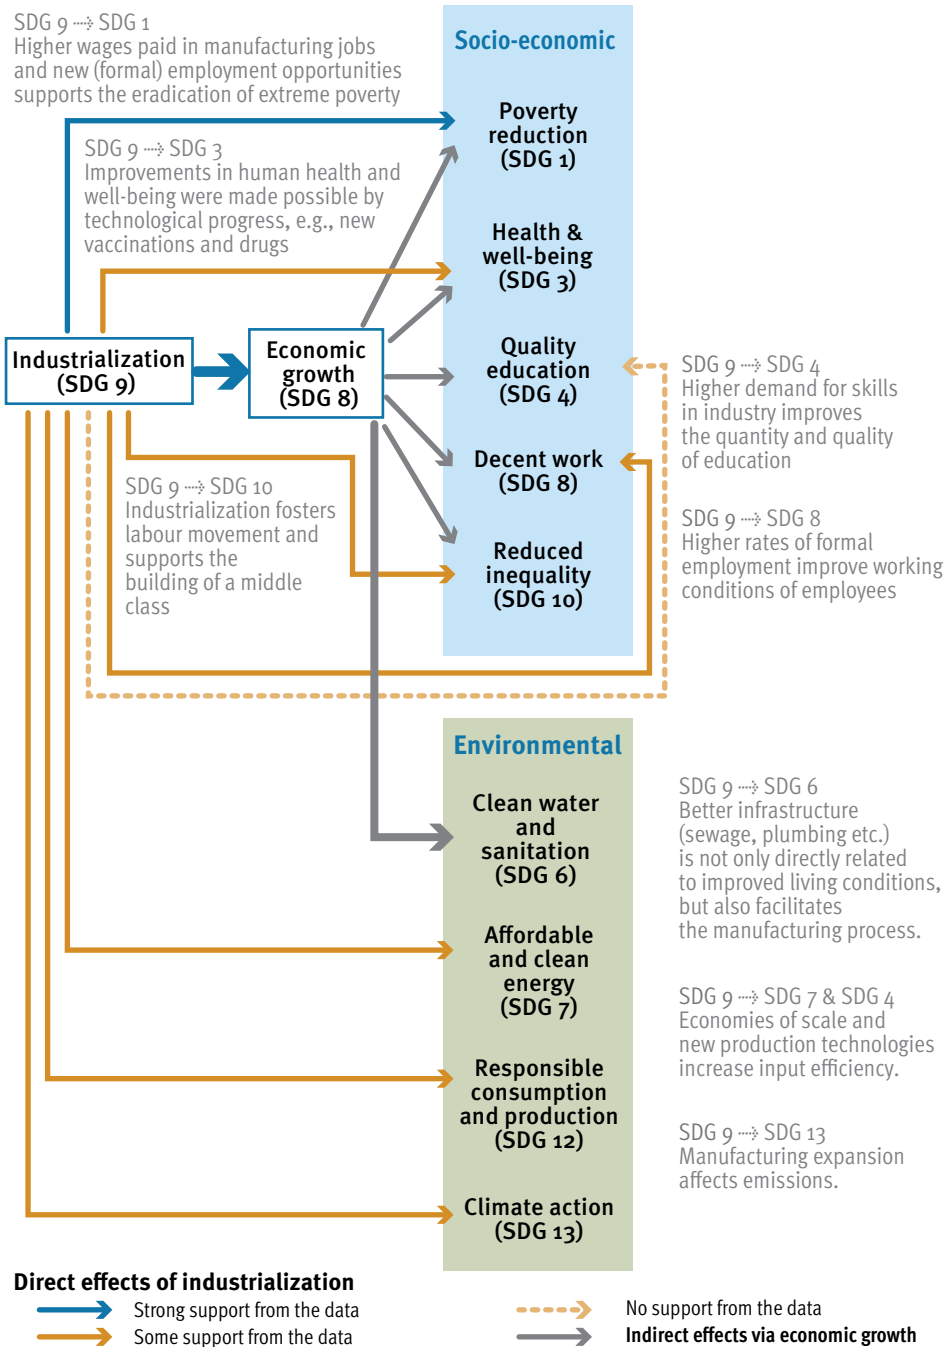 SDG 9 ⇢ SDG 1
Higher wages paid in manufacturing jobs
and new (formal) employment opportunities
supports the eradication of extreme poverty
Socio-economic
Poverty
reduction
(SDG 1)
SDG 9 ⇢ SDG 3
Improvements in human health and
well-being were made possible by
technological progress, e.g., new
vaccinations and drugs
Health &
well-being
(SDG 3)
Industrialization
(SDG 9)
Economic
growth
(SDG 8)
Quality
education
(SDG 4)
SDG 9 ⇢ SDG 4
Higher demand for skills
in industry improves
the quantity and quality
of education
Decent work
(SDG 8)
SDG 9 ⇢ SDG 10
Industrialization fosters
labour movement and
supports the
building of a middle
class
SDG 9 ⇢ SDG 8
Higher rates of formal
employment improve working
conditions of employees
Reduced
inequality
(SDG 10)
Environmental
Clean water
and
sanitation
(SDG 6)
SDG 9 ⇢ SDG 6
Better infrastructure
(sewage, plumbing etc.)
is not only directly related
to improved living conditions,
but also facilitates
the manufacturing process.
Affordable
and clean
energy
(SDG 7)
SDG 9 ⇢ SDG 7 & SDG 4
Economies of scale and
new production technologies
increase input efficiency.
Responsible
consumption
and production
(SDG 12)
SDG 9 ⇢ SDG 13
Manufacturing expansion
affects emissions.
Climate action
(SDG 13)
Direct effects of industrialization
Strong support from the data
Some support from the data
No support from the data
Indirect effects via economic growth